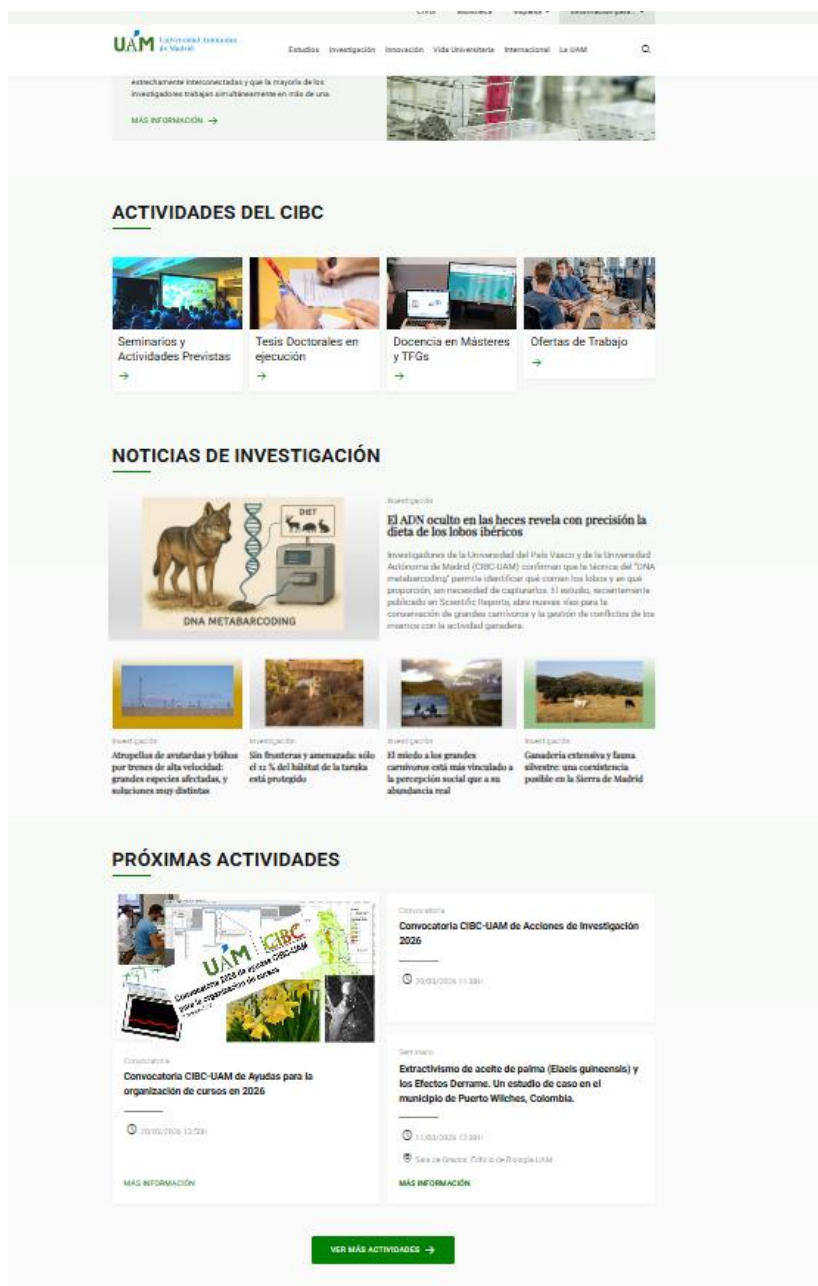 UAM Universidad Autónoma
de Madrid
Estudios Investigación Innovación Vida Universitaria Internacional La UAM
estrechamente interconectadas y que la mayoría de los
investigadores trabajan simultáneamente en más de una.
MÁS INFORMACIÓN →
ACTIVIDADES DEL CIBC
Seminarios y
Actividades Previstas
→
Tesis Doctorales en
ejecución
→
Docencia en Másteres
y TFGs
→
Ofertas de Trabajo
→
NOTICIAS DE INVESTIGACIÓN
DIET
DNA METABARCODING
Investigación
El ADN oculto en las heces revela con precisión la
dieta de los lobos ibéricos
Investigadores de la Universidad del País Vasco y de la Universidad
Autónoma de Madrid (CIBC-UAM) confirman que la técnica del "DNA
metabarcoding" permite identificar qué comen los lobos y en qué
proporción, sin necesidad de capturarlos. El estudio, recientemente
publicado en Scientific Reports, abre nuevas vías para la
conservación de grandes carnívoros y la gestión de conflictos de los
mismos con la actividad ganadera.
Investigación
Atropellos de avutardas y búhos
por trenes de alta velocidad:
grandes especies afectadas, y
soluciones muy distintas
Investigación
Sin fronteras y amenazada: sólo
el 12 % del hábitat de la taruka
está protegido
Investigación
El miedo a los grandes
carnívoros está más vinculado a
la percepción social que a su
abundancia real
Investigación
Ganadería extensiva y fauna
silvestre: una coexistencia
posible en la Sierra de Madrid
PRÓXIMAS ACTIVIDADES
UAM CIBC
Convocatoria 2026 de ayudas CIBC-UAM
para la organización de cursos
Convocatoria
Convocatoria CIBC-UAM de Ayudas para la
organización de cursos en 2026
MÁS INFORMACIÓN
Convocatoria
Convocatoria CIBC-UAM de Acciones de Investigación
2026
Seminario
Extractivismo de aceite de palma (Elaeis guineensis) y
los Efectos Derrame. Un estudio de caso en el
municipio de Puerto Wilches, Colombia.
Sala de Grados, Edificio de Biología UAM
MÁS INFORMACIÓN
VER MÁS ACTIVIDADES →